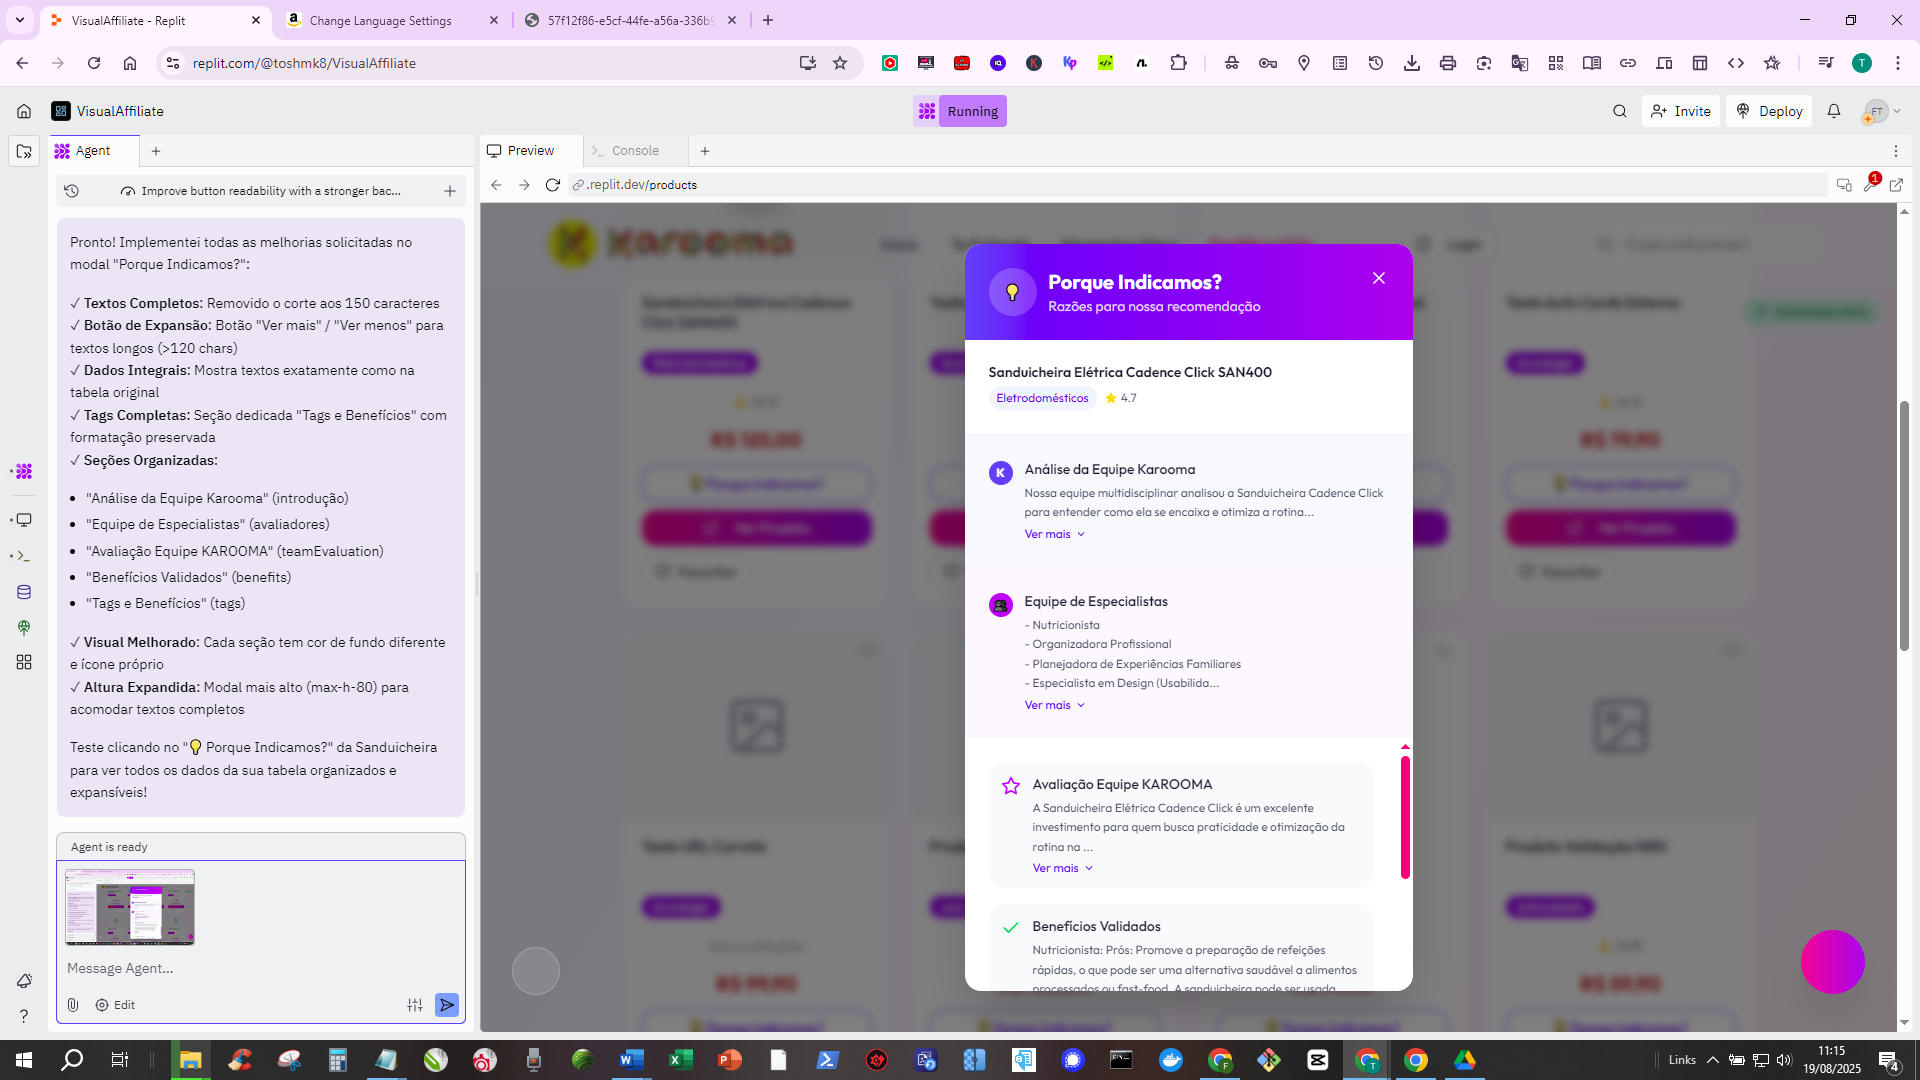 VisualAffiliate - Replit
Change Language Settings
57f12f86-e5cf-44fe-a56a-336b9
replit.com/@toshmk8/VisualAffiliate
VisualAffiliate
Running
Invite
Deploy
FT
Agent
Preview
Console
Improve button readability with a stronger bac...
.replit.dev/products
1
Pronto! Implementei todas as melhorias solicitadas no
modal "Porque Indicamos?":
✓ Textos Completos: Removido o corte aos 150 caracteres
✓ Botão de Expansão: Botão "Ver mais" / "Ver menos" para
textos longos (>120 chars)
✓ Dados Integrais: Mostra textos exatamente como na
tabela original
✓ Tags Completas: Seção dedicada "Tags e Benefícios" com
formatação preservada
✓ Seções Organizadas:
• "Análise da Equipe Karooma" (introdução)
• "Equipe de Especialistas" (avaliadores)
• "Avaliação Equipe KAROOMA" (teamEvaluation)
• "Benefícios Validados" (benefits)
• "Tags e Benefícios" (tags)
✓ Visual Melhorado: Cada seção tem cor de fundo diferente
e ícone próprio
✓ Altura Expandida: Modal mais alto (max-h-80) para
acomodar textos completos
Teste clicando no "💡 Porque Indicamos?" da Sanduicheira
para ver todos os dados da sua tabela organizados e
expansíveis!
Agent is ready
Message Agent...
Edit
Karooma
Login
Porque Indicamos?
Razões para nossa recomendação
Sanduicheira Elétrica Cadence Click SAN400
Eletrodomésticos
4.7
K
Análise da Equipe Karooma
Nossa equipe multidisciplinar analisou a Sanduicheira Cadence Click
para entender como ela se encaixa e otimiza a rotina...
Ver mais
Equipe de Especialistas
- Nutricionista
- Organizadora Profissional
- Planejadora de Experiências Familiares
- Especialista em Design (Usabilida...
Ver mais
Avaliação Equipe KAROOMA
A Sanduicheira Elétrica Cadence Click é um excelente
investimento para quem busca praticidade e otimização da
rotina na ...
Ver mais
Benefícios Validados
Nutricionista: Prós: Promove a preparação de refeições
rápidas, o que pode ser uma alternativa saudável a alimentos
processados ou fast-food. A sanduicheira pode ser usada
Links
11:15
19/08/2025
4